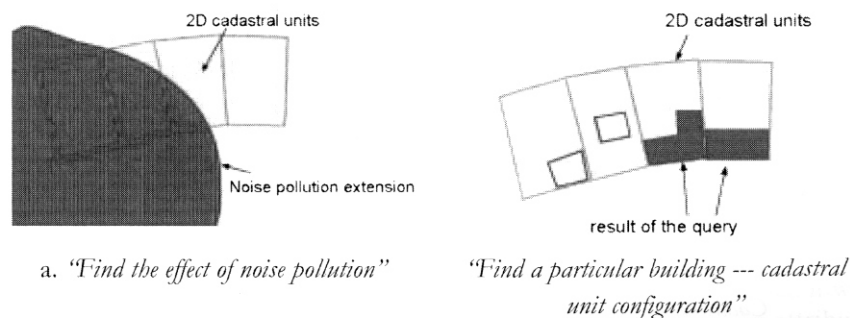 2D cadastral units
Noise pollution extension
a. “Find the effect of noise pollution”
2D cadastral units
result of the query
“Find a particular building --- cadastral
unit configuration”